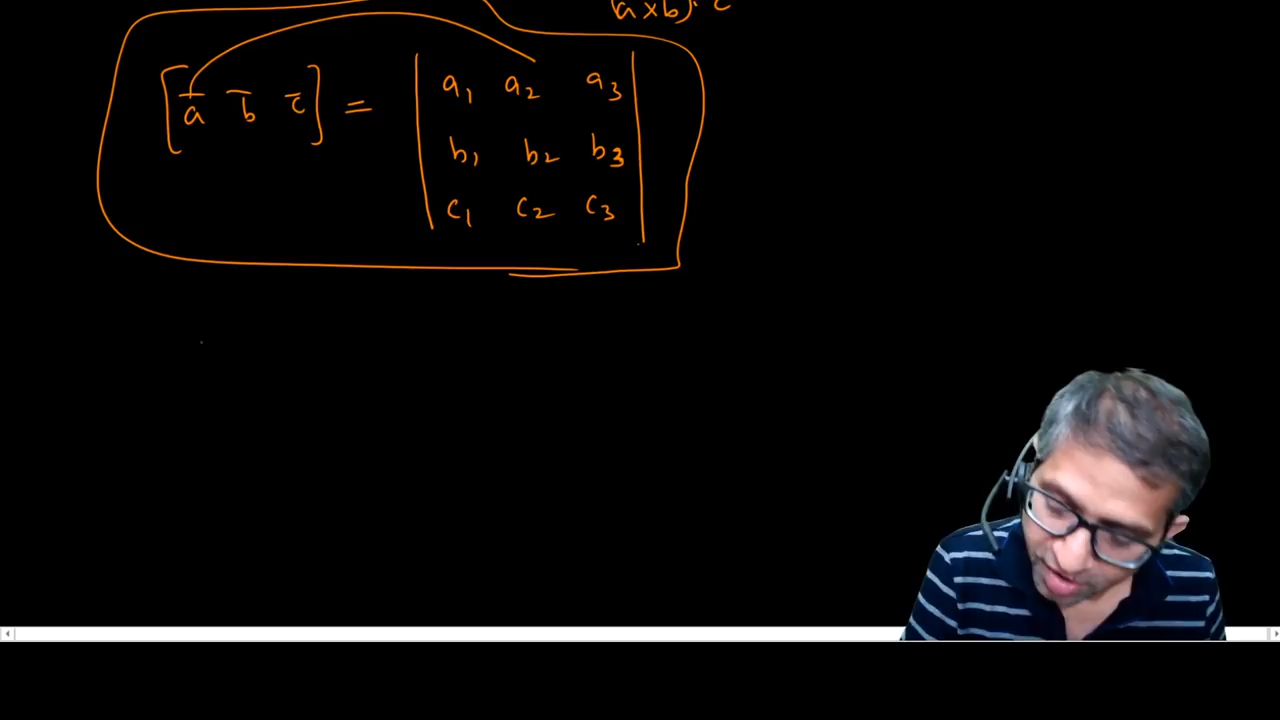 (a×b)·c
[a̅ b̅ c̅] = | a₁ a₂ a₃ |
| b₁ b₂ b₃ |
| c₁ c₂ c₃ |